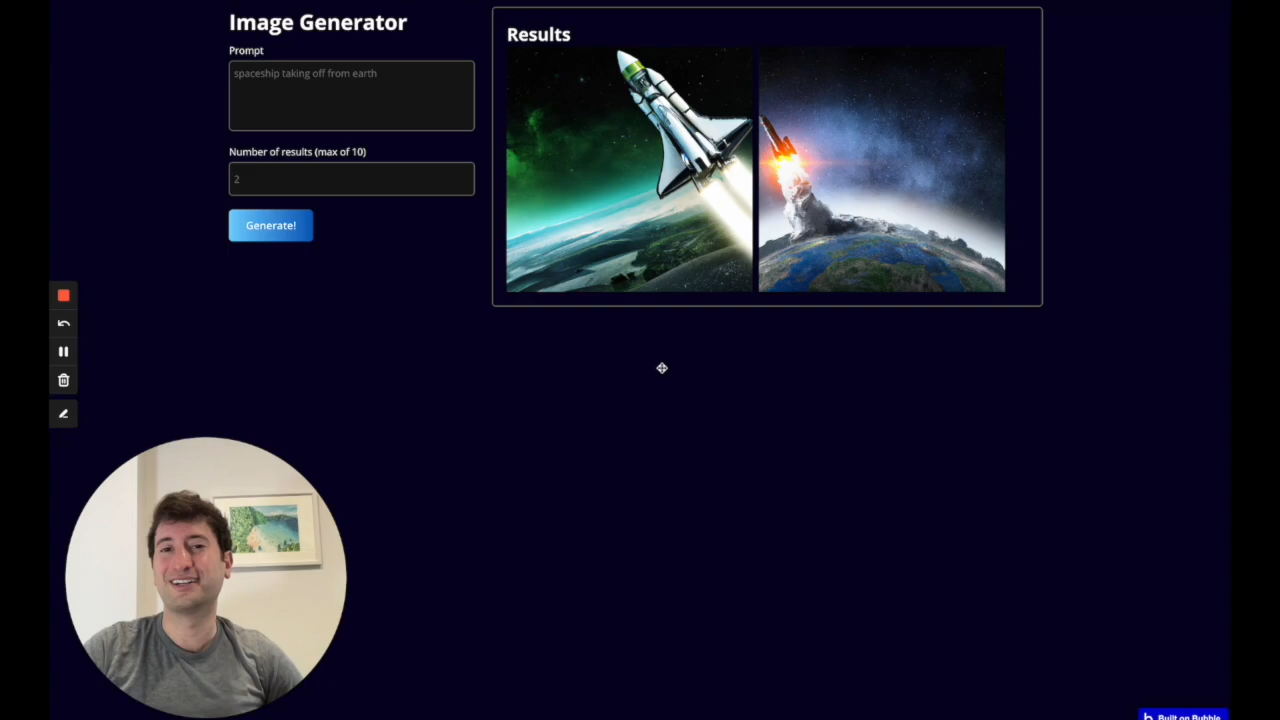 Image Generator
Prompt
spaceship taking off from earth
Number of results (max of 10)
2
Generate!
Results
Built on Bubble